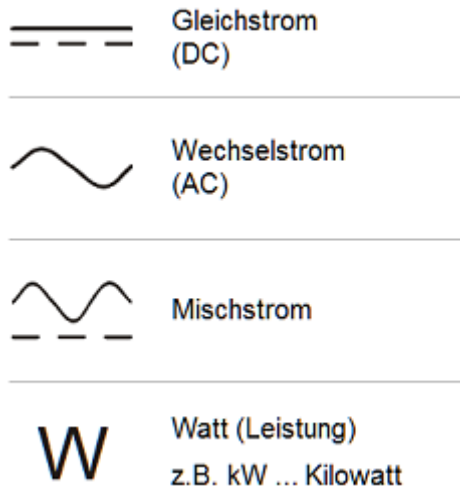 Gleichstrom
(DC)
Wechselstrom
(AC)
Mischstrom
W
Watt (Leistung)
z.B. kW ... Kilowatt